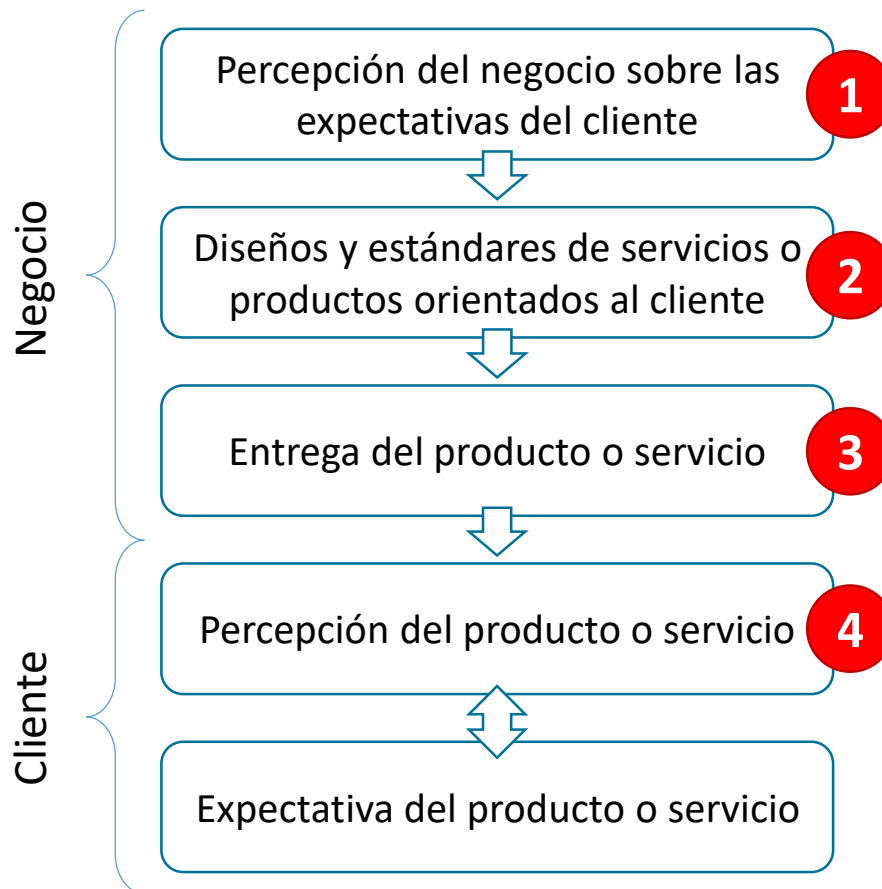 Negocio
Percepción del negocio sobre las
expectativas del cliente
1
Diseños y estándares de servicios o
productos orientados al cliente
2
Entrega del producto o servicio
3
Cliente
Percepción del producto o servicio
4
Expectativa del producto o servicio